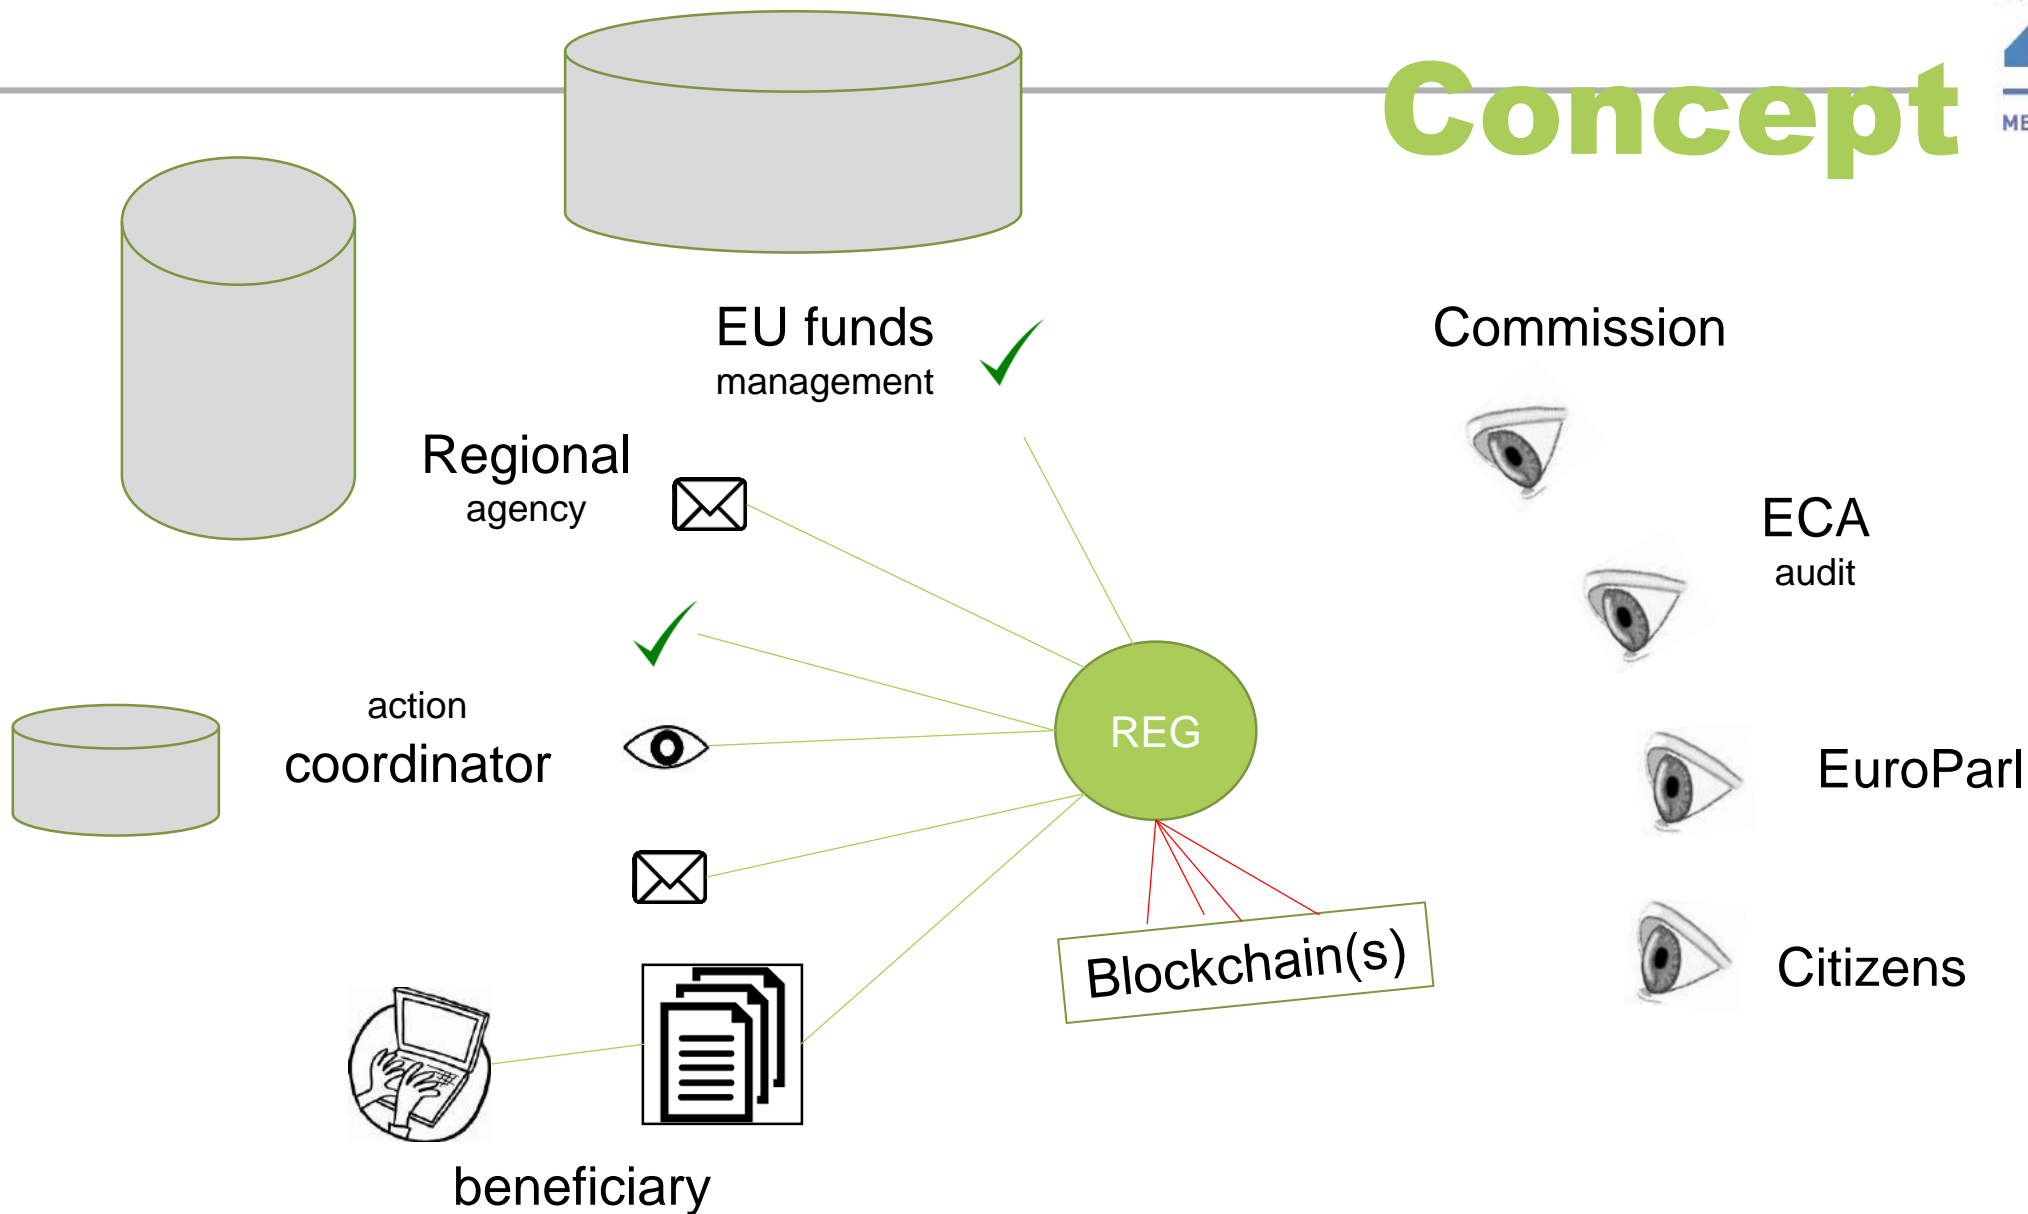 Concept
EU funds
management
Commission
Regional
agency
ECA
audit
action
coordinator
REG
EuroParl
Blockchain(s)
Citizens
beneficiary